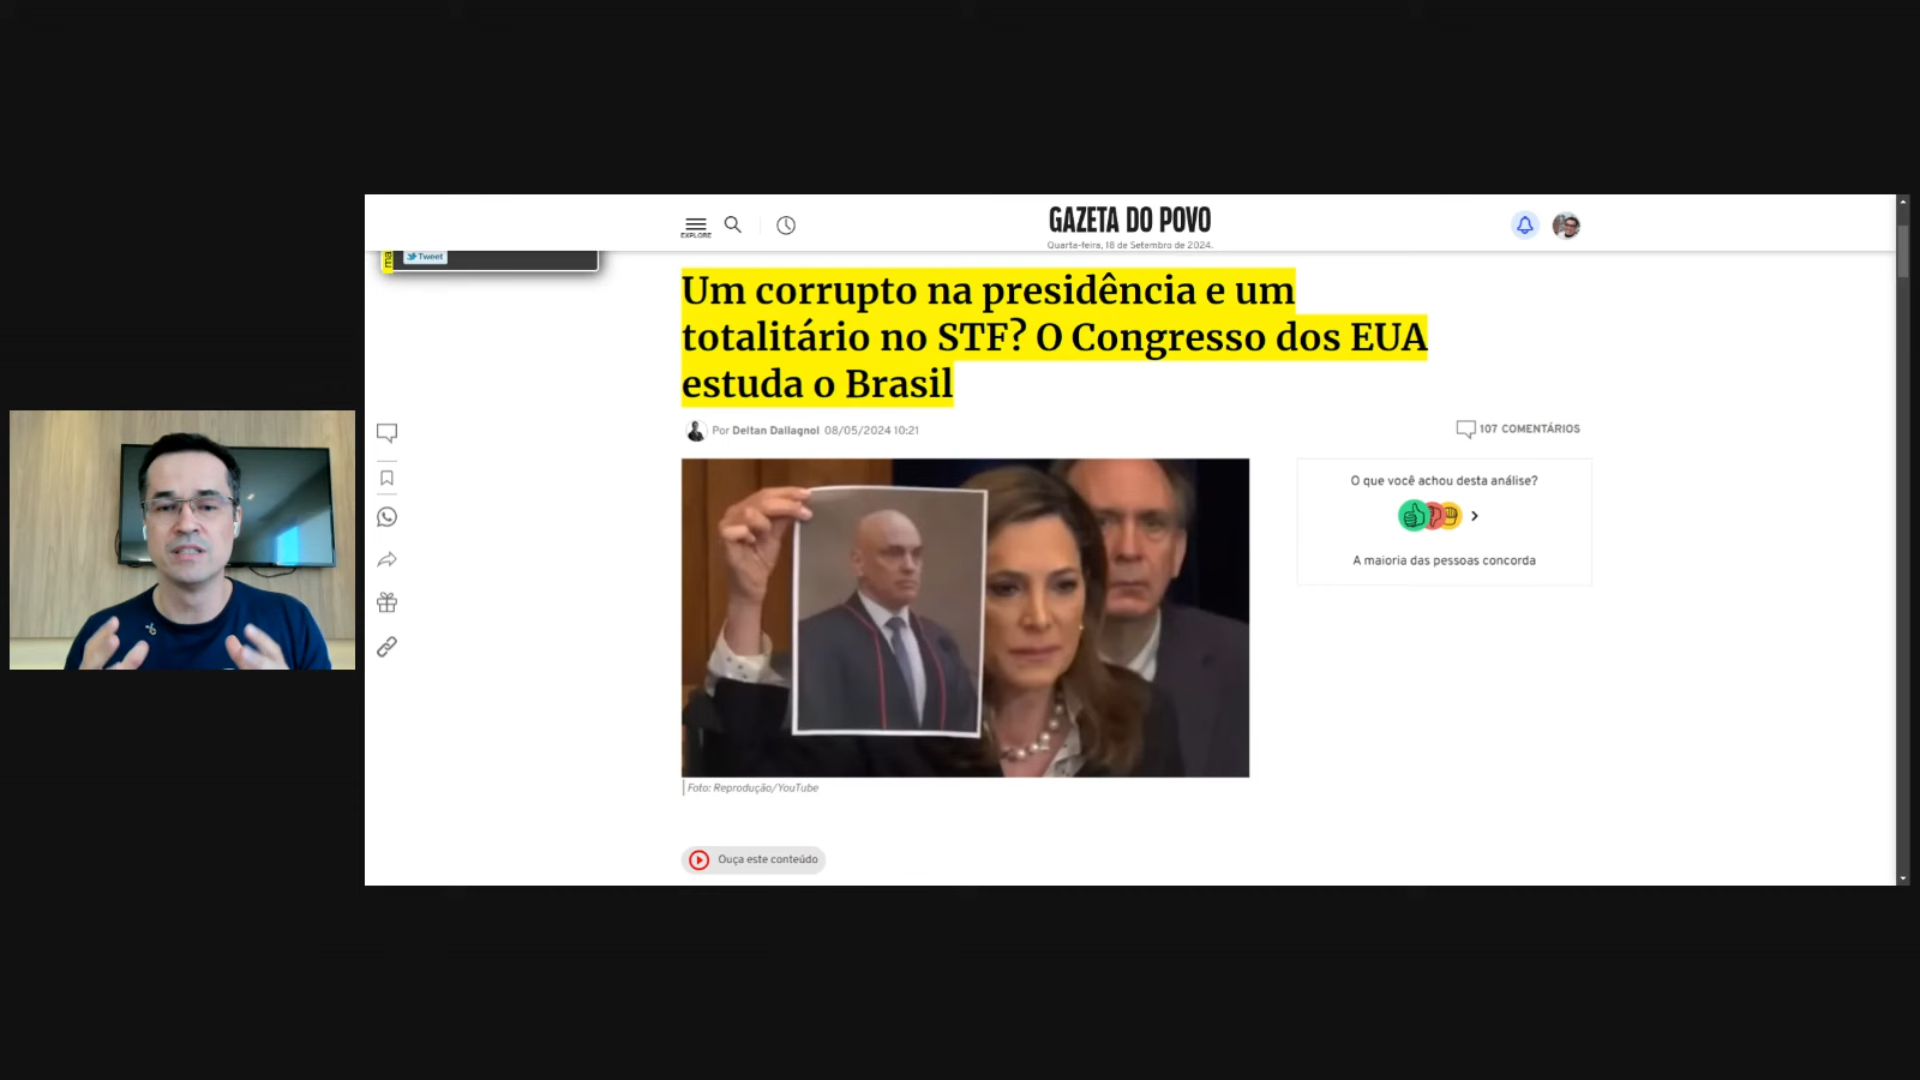 EXPLORE
GAZETA DO POVO
Quarta-feira, 18 de Setembro de 2024.
Tweet
Um corrupto na presidência e um
totalitário no STF? O Congresso dos EUA
estuda o Brasil
Por Deltan Dallagnol 08/05/2024 10:21
107 COMENTÁRIOS
O que você achou desta análise?
A maioria das pessoas concorda
Foto: Reprodução/YouTube
Ouça este conteúdo